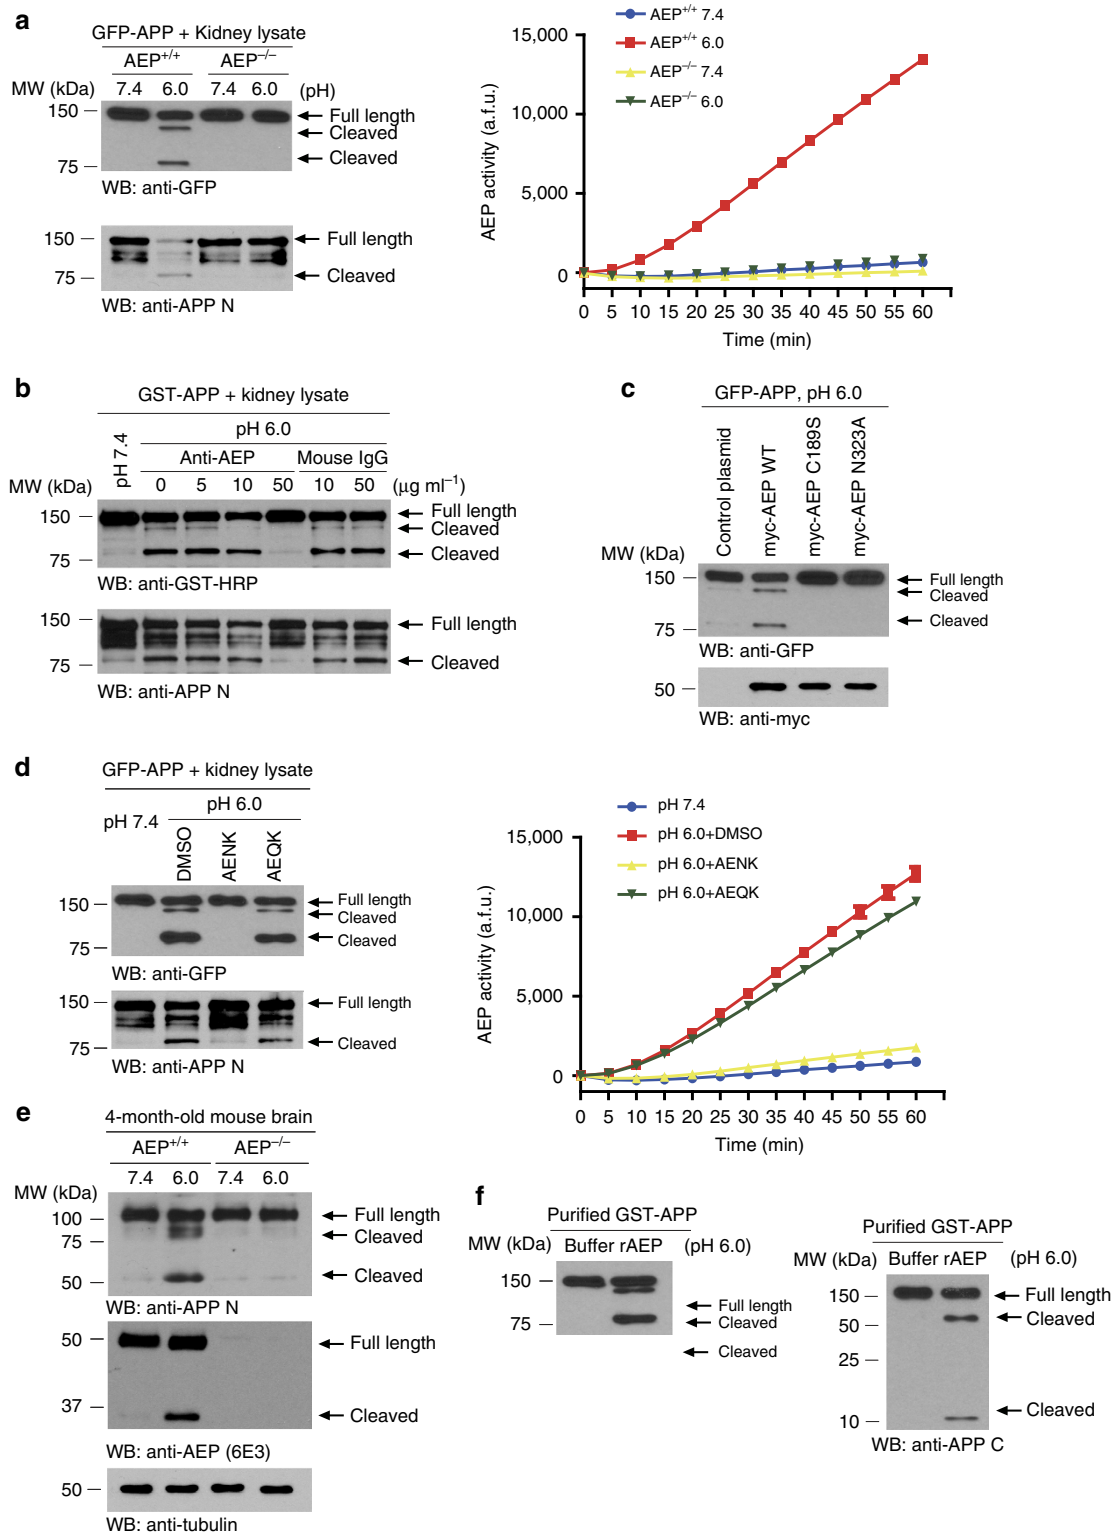 a
GFP-APP + Kidney lysate
AEP+/+ AEP−/−
MW (kDa) 7.4 6.0 7.4 6.0 (pH)
150
Full length
Cleaved
Cleaved
75
WB: anti-GFP
150
Full length
75
Cleaved
WB: anti-APP N
AEP+/+ 7.4
AEP+/+ 6.0
AEP−/− 7.4
AEP−/− 6.0
15,000
10,000
5,000
0
AEP activity (a.f.u.)
0 5 10 15 20 25 30 35 40 45 50 55 60
Time (min)
b
GST-APP + kidney lysate
pH 7.4
pH 6.0
Anti-AEP Mouse IgG
MW (kDa) 0 5 10 50 10 50 (μg ml−1)
150
Full length
Cleaved
75
Cleaved
WB: anti-GST-HRP
150
Full length
75
Cleaved
WB: anti-APP N
c
GFP-APP, pH 6.0
Control plasmid
myc-AEP WT
myc-AEP C189S
myc-AEP N323A
MW (kDa)
150
Full length
Cleaved
75
Cleaved
WB: anti-GFP
50
WB: anti-myc
d
GFP-APP + kidney lysate
pH 7.4
pH 6.0
DMSO
AENK
AEQK
150
Full length
Cleaved
75
Cleaved
WB: anti-GFP
150
Full length
75
Cleaved
WB: anti-APP N
pH 7.4
pH 6.0+DMSO
pH 6.0+AENK
pH 6.0+AEQK
15,000
10,000
5,000
0
AEP activity (a.f.u.)
0 5 10 15 20 25 30 35 40 45 50 55 60
Time (min)
e
4-month-old mouse brain
AEP+/+ AEP−/−
7.4 6.0 7.4 6.0
MW (kDa)
100
Full length
75
Cleaved
50
Cleaved
WB: anti-APP N
50
Full length
37
Cleaved
WB: anti-AEP (6E3)
50
WB: anti-tubulin
f
Purified GST-APP
MW (kDa) Buffer rAEP (pH 6.0)
150
Full length
75
Cleaved
Cleaved
Purified GST-APP
MW (kDa) Buffer rAEP (pH 6.0)
150
Full length
50
Cleaved
25
10
Cleaved
WB: anti-APP C